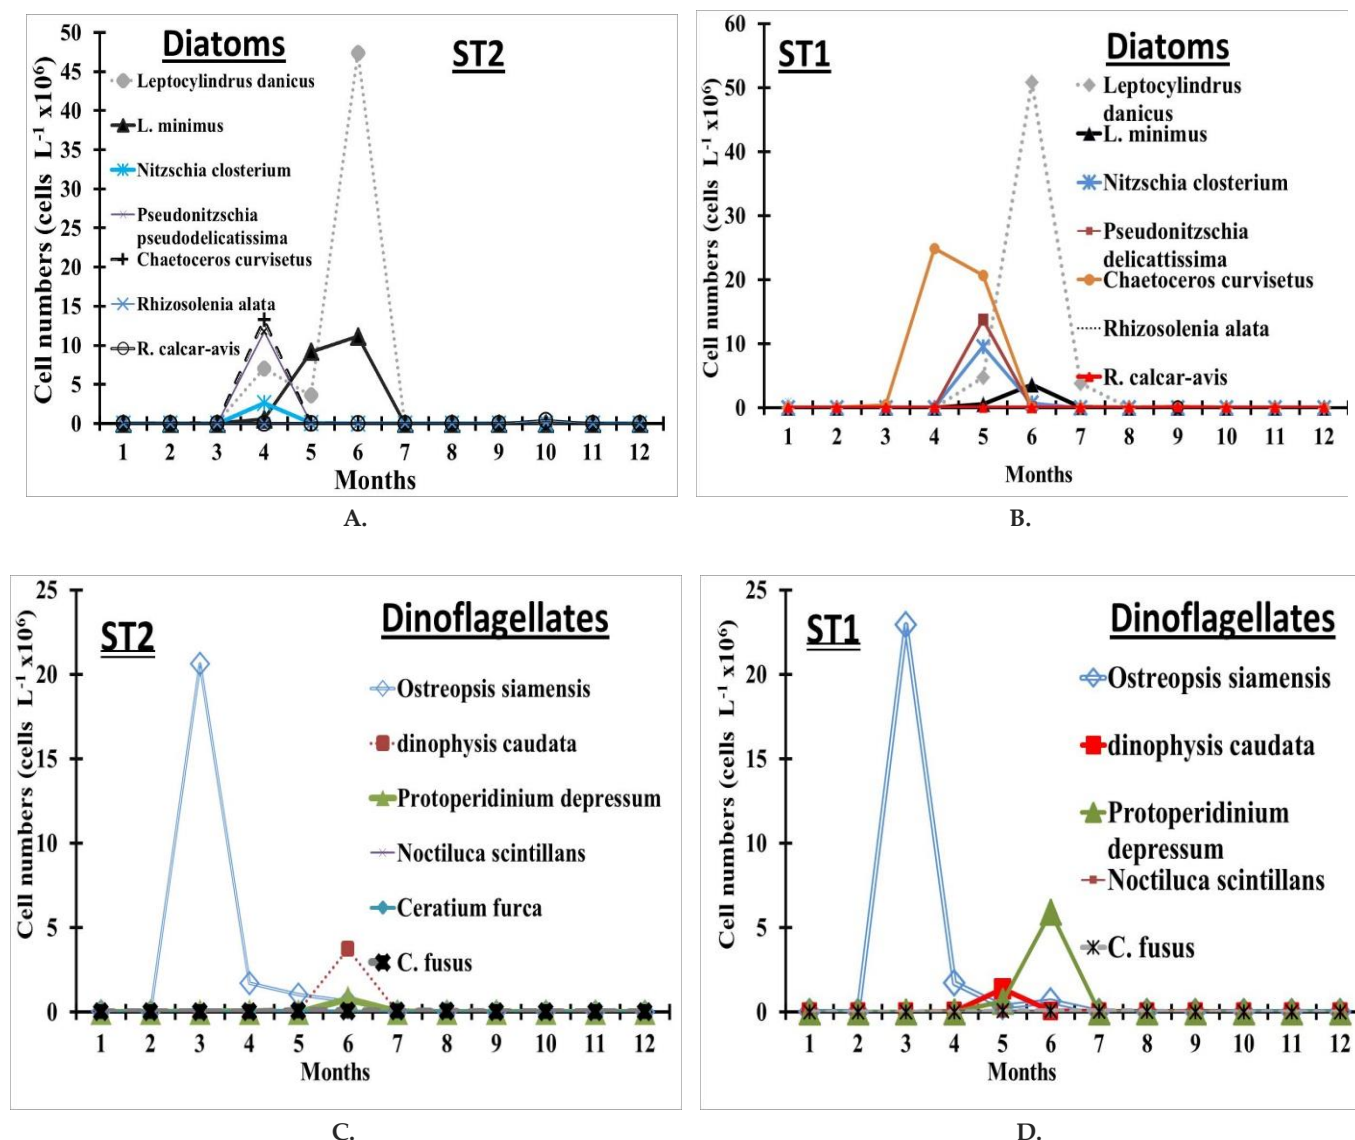 Diatoms
ST2
Cell numbers (cells L⁻¹ x10⁶)
50
45
40
35
30
25
20
15
10
5
0
Leptocylindrus danicus
L. minimus
Nitzschia closterium
Pseudonitzschia
pseudodelicatissima
Chaetoceros curvisetus
Rhizosolenia alata
R. calcar-avis
1 2 3 4 5 6 7 8 9 10 11 12
Months
A.
ST1
Diatoms
Cell numbers (cells L⁻¹ x10⁶)
60
50
40
30
20
10
0
Leptocylindrus
danicus
L. minimus
Nitzschia closterium
Pseudonitzschia
delicattissima
Chaetoceros curvisetus
Rhizosolenia alata
R. calcar-avis
1 2 3 4 5 6 7 8 9 10 11 12
Months
B.
ST2
Dinoflagellates
Cell numbers (cells L⁻¹ x10⁶)
25
20
15
10
5
0
Ostreopsis siamensis
dinophysis caudata
Protoperidinium depressum
Noctiluca scintillans
Ceratium furca
C. fusus
1 2 3 4 5 6 7 8 9 10 11 12
Months
C.
ST1
Dinoflagellates
Cell numbers (cells L⁻¹ x10⁶)
25
20
15
10
5
0
Ostreopsis siamensis
dinophysis caudata
Protoperidinium
depressum
Noctiluca scintillans
C. fusus
1 2 3 4 5 6 7 8 9 10 11 12
Months
D.